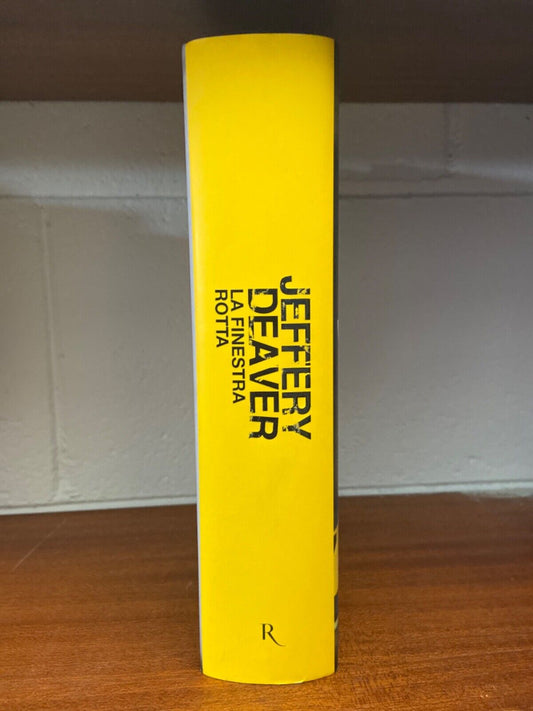 JEFFERY
DEAVER
LA FINESTRA
ROTTA
R